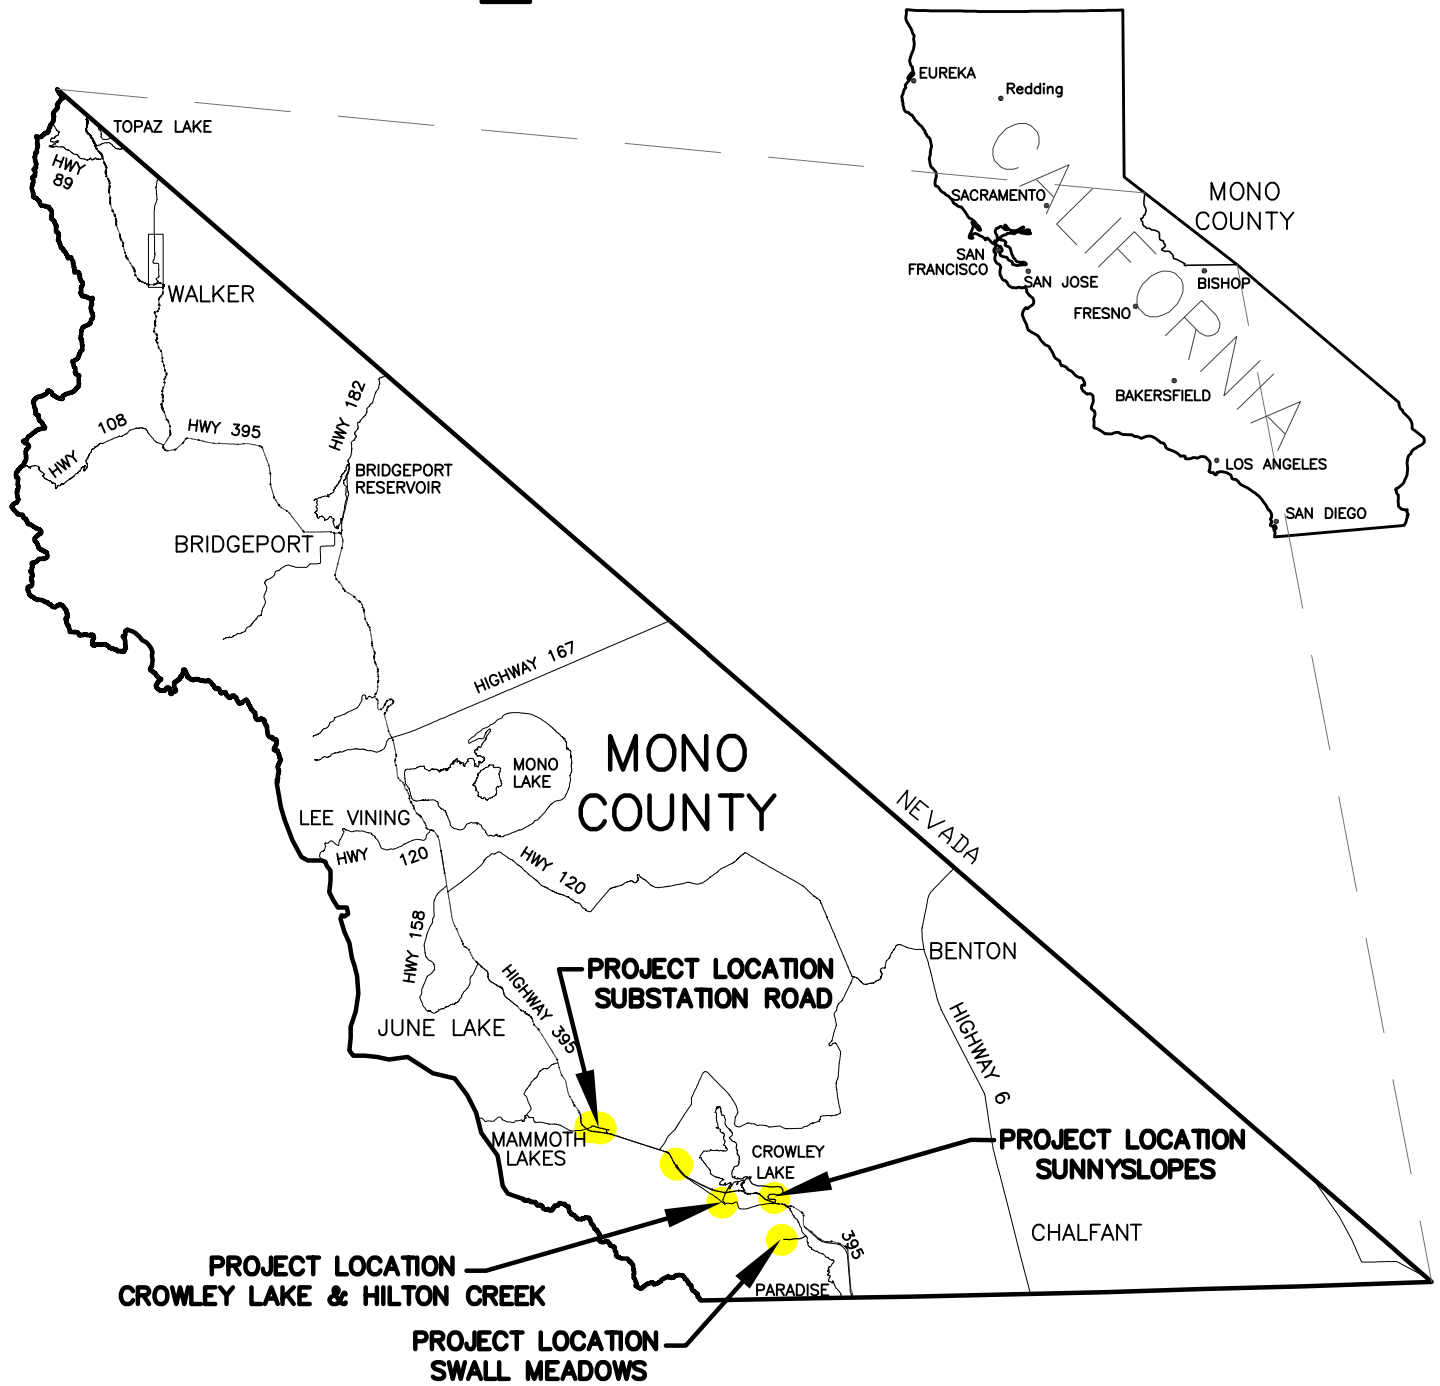 EUREKA
Redding
CALIFORNIA
SACRAMENTO
MONO
COUNTY
SAN
FRANCISCO
SAN JOSE
BISHOP
FRESNO
BAKERSFIELD
LOS ANGELES
SAN DIEGO
TOPAZ LAKE
HWY
89
WALKER
HWY 182
HWY 108
HWY 395
BRIDGEPORT
RESERVOIR
BRIDGEPORT
HIGHWAY 167
MONO
COUNTY
MONO
LAKE
NEVADA
LEE VINING
HWY 120
HWY 120
HWY 158
BENTON
PROJECT LOCATION
SUBSTATION ROAD
HIGHWAY 395
JUNE LAKE
HIGHWAY 6
MAMMOTH
LAKES
CROWLEY
LAKE
PROJECT LOCATION
SUNNYSLOPES
CHALFANT
395
PROJECT LOCATION
CROWLEY LAKE & HILTON CREEK
PARADISE
PROJECT LOCATION
SWALL MEADOWS